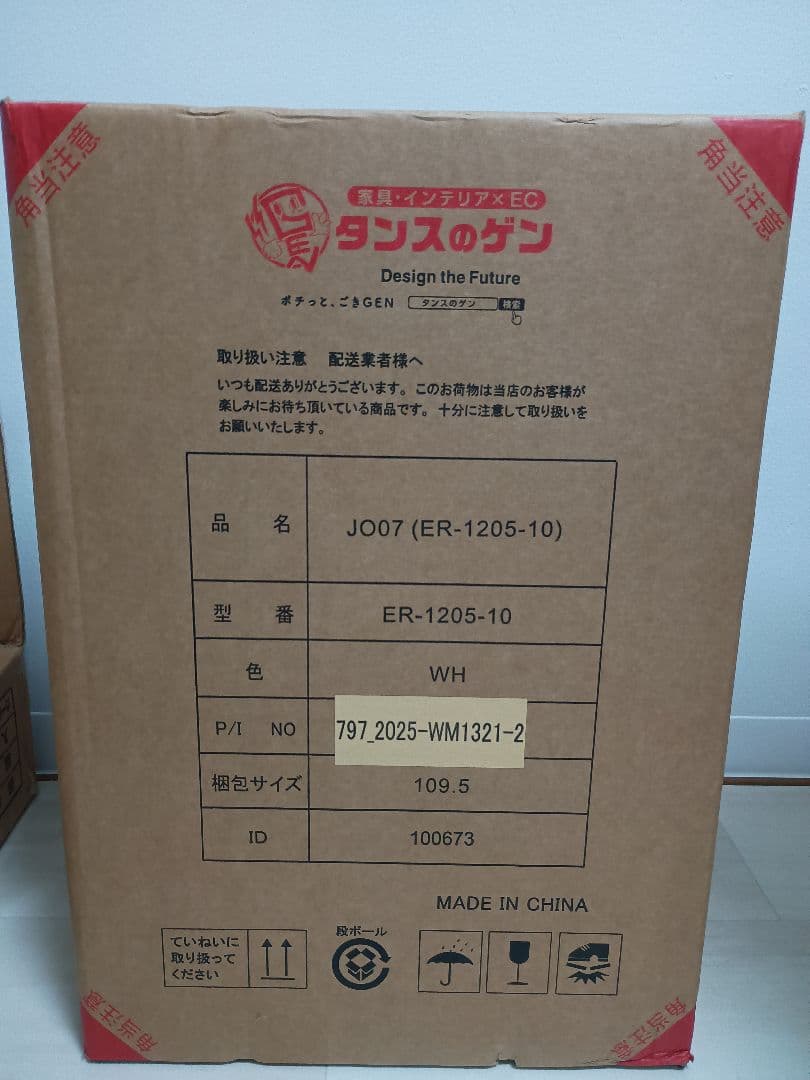 角当注意
角当注意
家具・インテリア×EC
タンスのゲン
Design the Future
ポチっと、ごきGEN タンスのゲン 検索
取り扱い注意 配送業者様へ
いつも配送ありがとうございます。このお荷物は当店のお客様が
楽しみにお待ち頂いている商品です。十分に注意して取り扱いを
お願いいたします。
品名 JO07 (ER-1205-10)
型番 ER-1205-10
色 WH
P/I NO 797_2025-WM1321-2
梱包サイズ 109.5
ID 100673
MADE IN CHINA
ていねいに
取り扱って
ください
段ボール
角当注意
角当注意